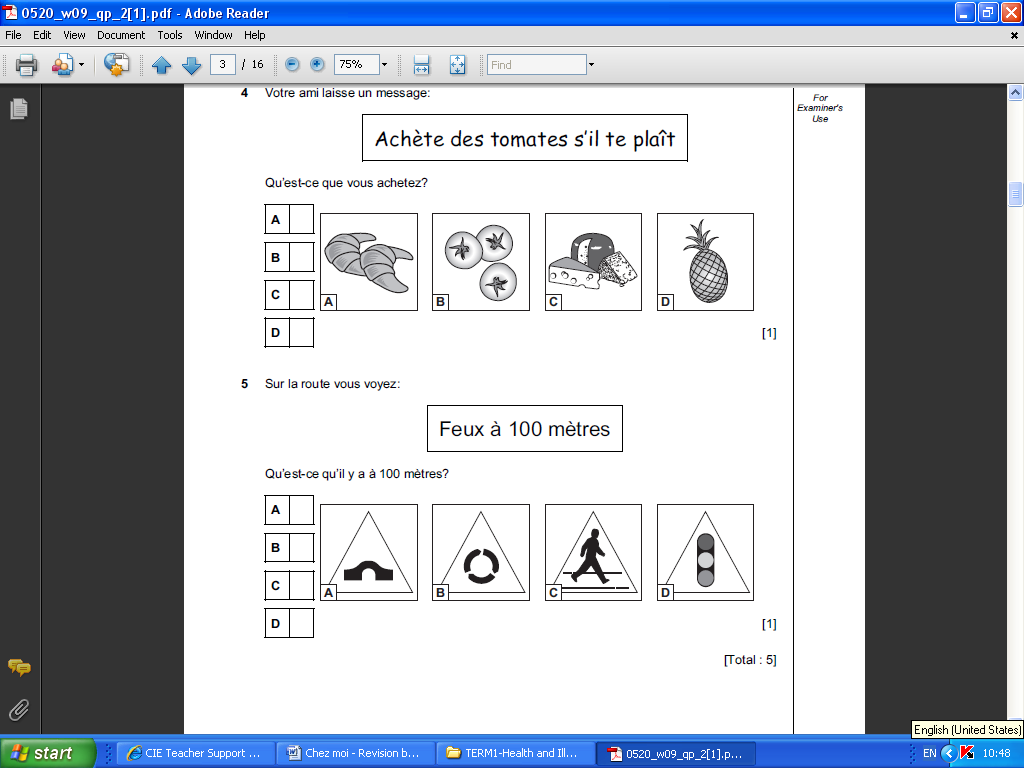 0520_w09_qp_2[1].pdf - Adobe Reader
File Edit View Document Tools Window Help
3 / 16 75% Find
4 Votre ami laisse un message:
For
Examiner's
Use
Achète des tomates s'il te plaît
Qu'est-ce que vous achetez?
A
B
C
D
A B C D
[1]
5 Sur la route vous voyez:
Feux à 100 mètres
Qu'est-ce qu'il y a à 100 mètres?
A
B
C
D
A B C D
[1]
[Total : 5]
English (United States)
start CIE Teacher Support ... Chez moi - Revision b... TERM1-Health and Ill... 0520_w09_qp_2[1].p... EN 10:48